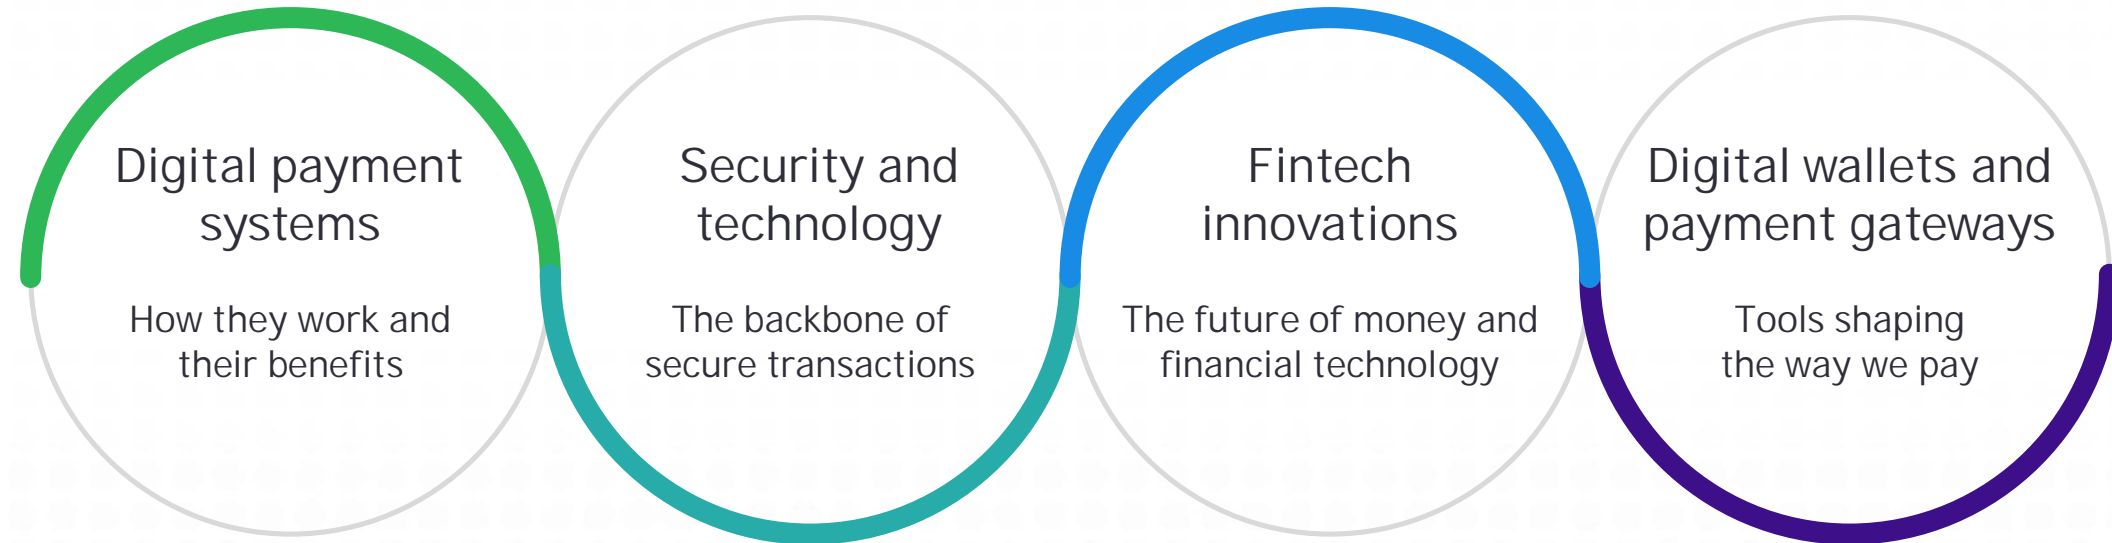 Digital payment
systems
How they work and
their benefits
Security and
technology
The backbone of
secure transactions
Fintech
innovations
The future of money and
financial technology
Digital wallets and
payment gateways
Tools shaping
the way we pay